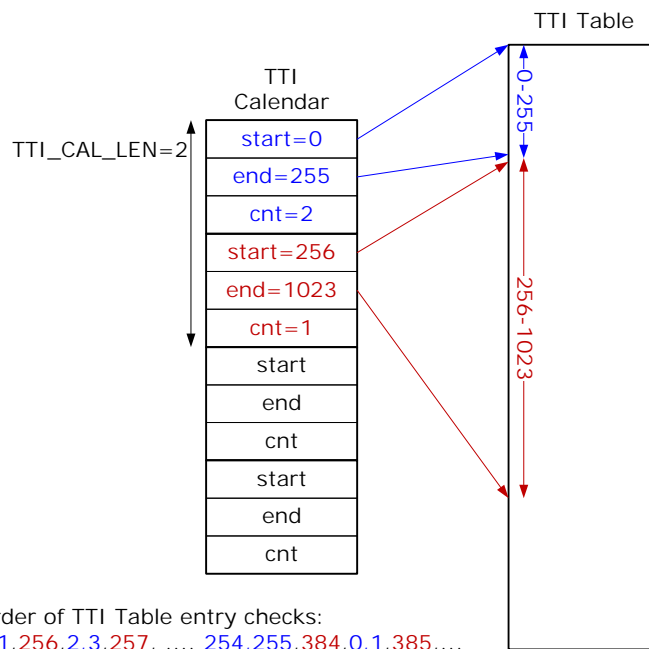 TTI Table
TTI
Calendar
TTI_CAL_LEN=2
start=0
end=255
cnt=2
start=256
end=1023
cnt=1
start
end
cnt
start
end
cnt
0-255
256-1023
rder of TTI Table entry checks:
1,256,2,3,257, .... 254,255,384,0,1,385,...